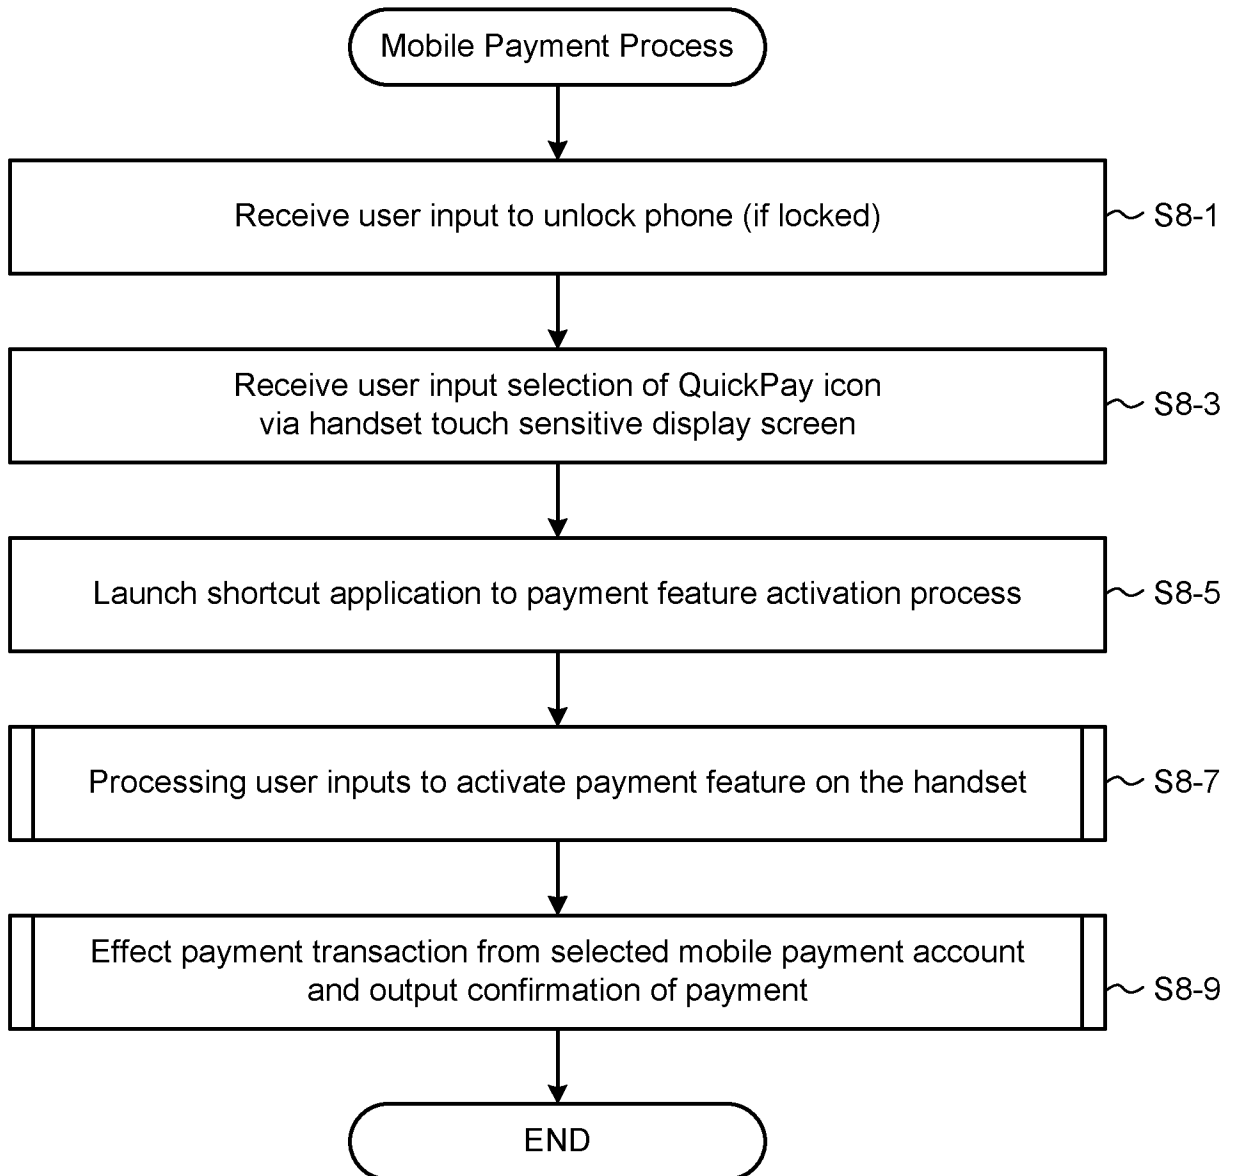 Mobile Payment Process
Receive user input to unlock phone (if locked)
S8-1
Receive user input selection of QuickPay icon
via handset touch sensitive display screen
S8-3
Launch shortcut application to payment feature activation process
S8-5
Processing user inputs to activate payment feature on the handset
S8-7
Effect payment transaction from selected mobile payment account
and output confirmation of payment
S8-9
END